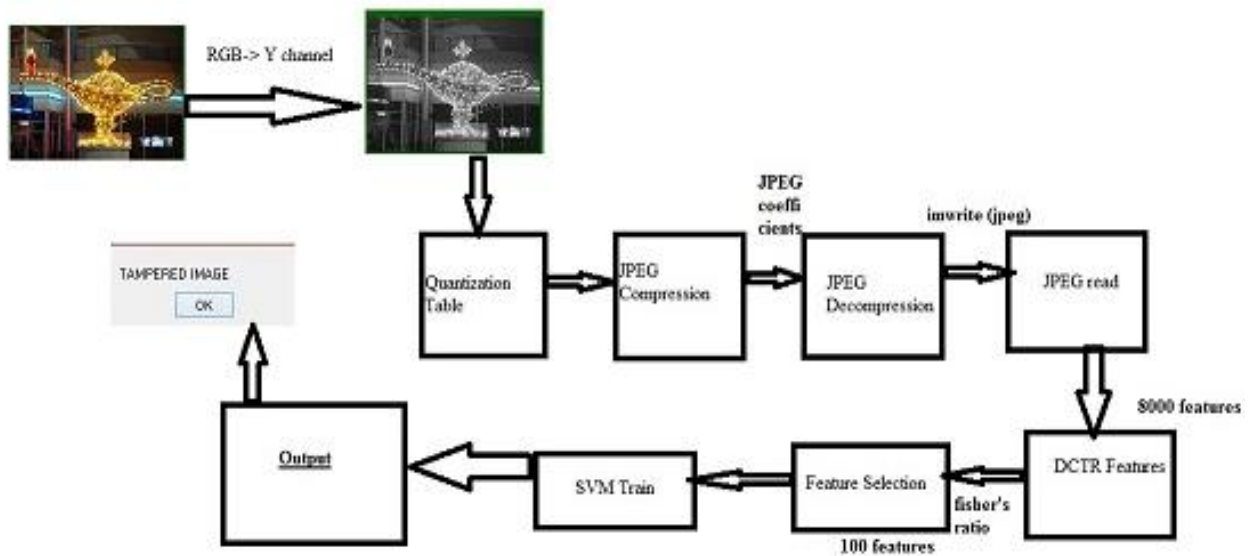 RGB-> Y channel
JPEG
coeffi
cients
imwrite (jpeg)
Quantization
Table
JPEG
Compression
JPEG
Decompression
JPEG read
TAMPERED IMAGE
OK
8000 features
DCTR Features
fisher's
ratio
Feature Selection
100 features
SVM Train
Output